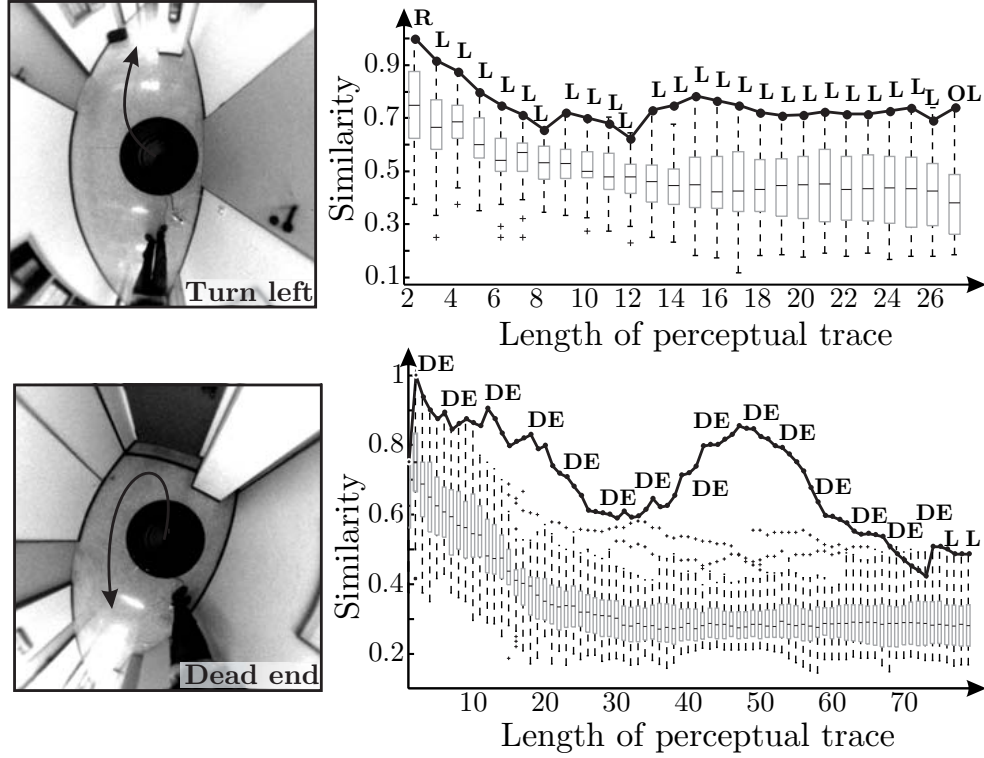 Turn left
Similarity
0.9
0.7
0.5
0.3
0.1
R L L L L L L L L L L L L L L L L L L L L L L L L OL
2 4 6 8 10 12 14 16 18 20 22 24 26
Length of perceptual trace
Dead end
Similarity
1
0.8
0.6
0.4
0.2
DE DE DE DE DE DE DE DE DE DE DE DE DE DE DE L L
10 20 30 40 50 60 70
Length of perceptual trace